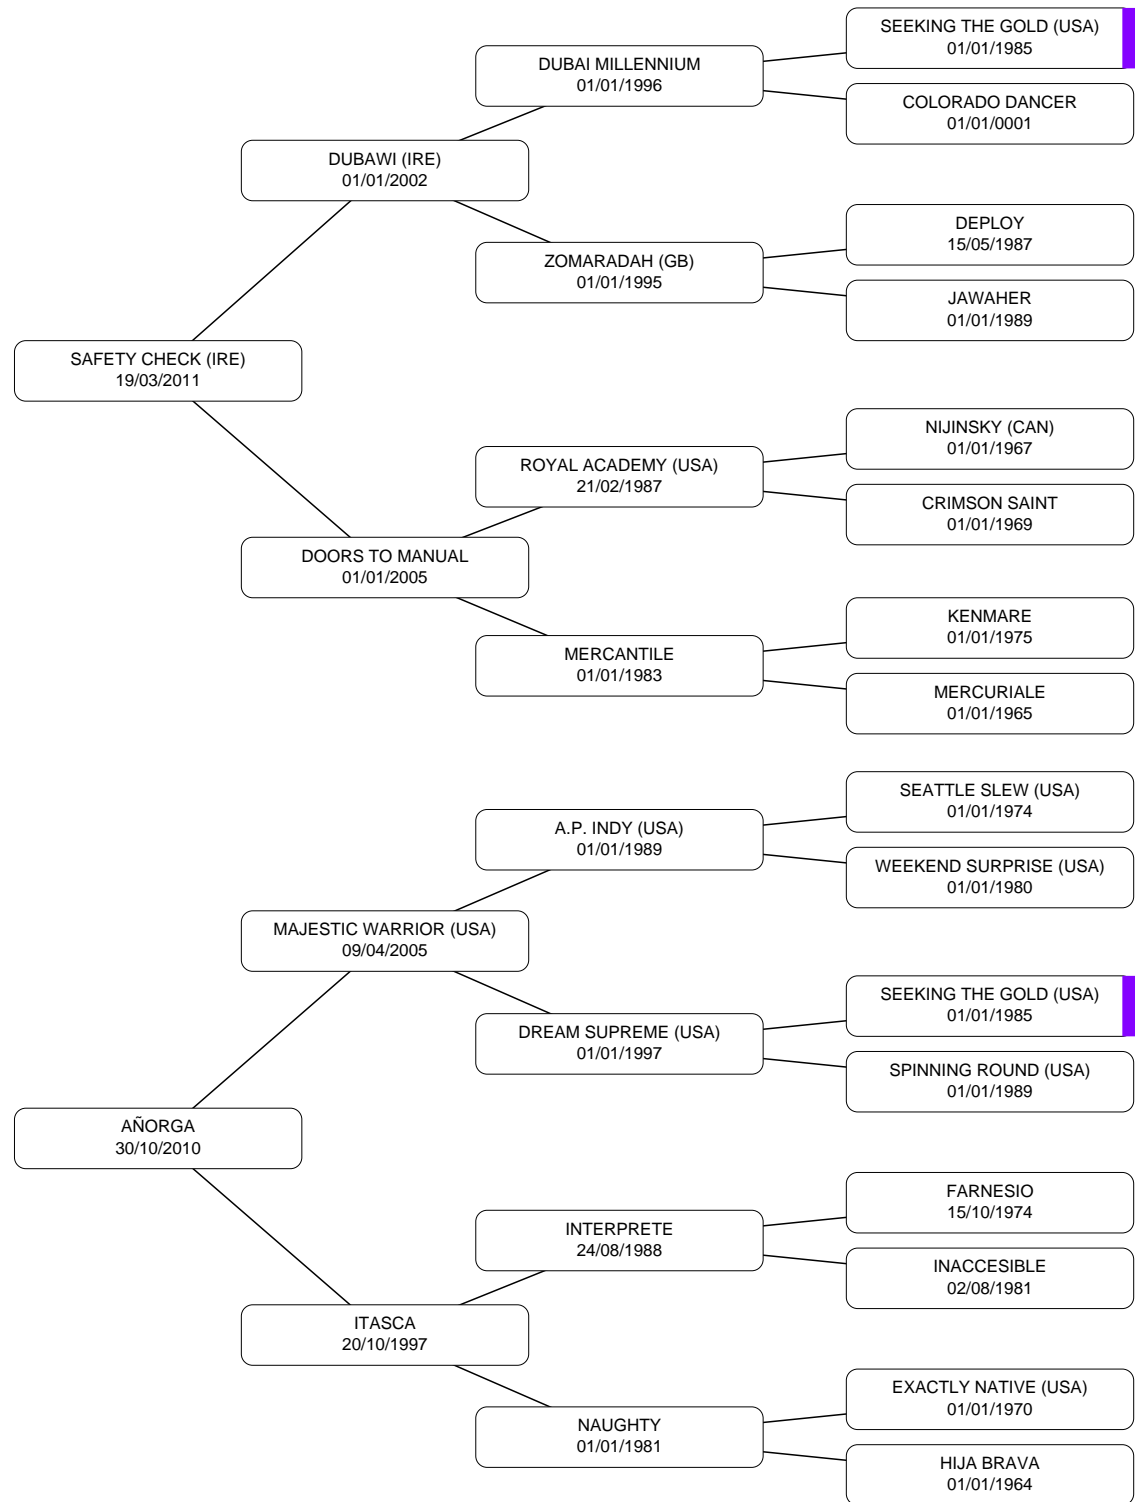 SEEKING THE GOLD (USA)
01/01/1985
DUBAI MILLENNIUM
01/01/1996
COLORADO DANCER
01/01/0001
DUBAWI (IRE)
01/01/2002
DEPLOY
15/05/1987
ZOMARADAH (GB)
01/01/1995
JAWAHER
01/01/1989
SAFETY CHECK (IRE)
19/03/2011
NIJINSKY (CAN)
01/01/1967
ROYAL ACADEMY (USA)
21/02/1987
CRIMSON SAINT
01/01/1969
DOORS TO MANUAL
01/01/2005
KENMARE
01/01/1975
MERCANTILE
01/01/1983
MERCURIALE
01/01/1965
SEATTLE SLEW (USA)
01/01/1974
A.P. INDY (USA)
01/01/1989
WEEKEND SURPRISE (USA)
01/01/1980
MAJESTIC WARRIOR (USA)
09/04/2005
SEEKING THE GOLD (USA)
01/01/1985
DREAM SUPREME (USA)
01/01/1997
SPINNING ROUND (USA)
01/01/1989
AÑORGA
30/10/2010
FARNESIO
15/10/1974
INTERPRETE
24/08/1988
INACCESIBLE
02/08/1981
ITASCA
20/10/1997
EXACTLY NATIVE (USA)
01/01/1970
NAUGHTY
01/01/1981
HIJA BRAVA
01/01/1964